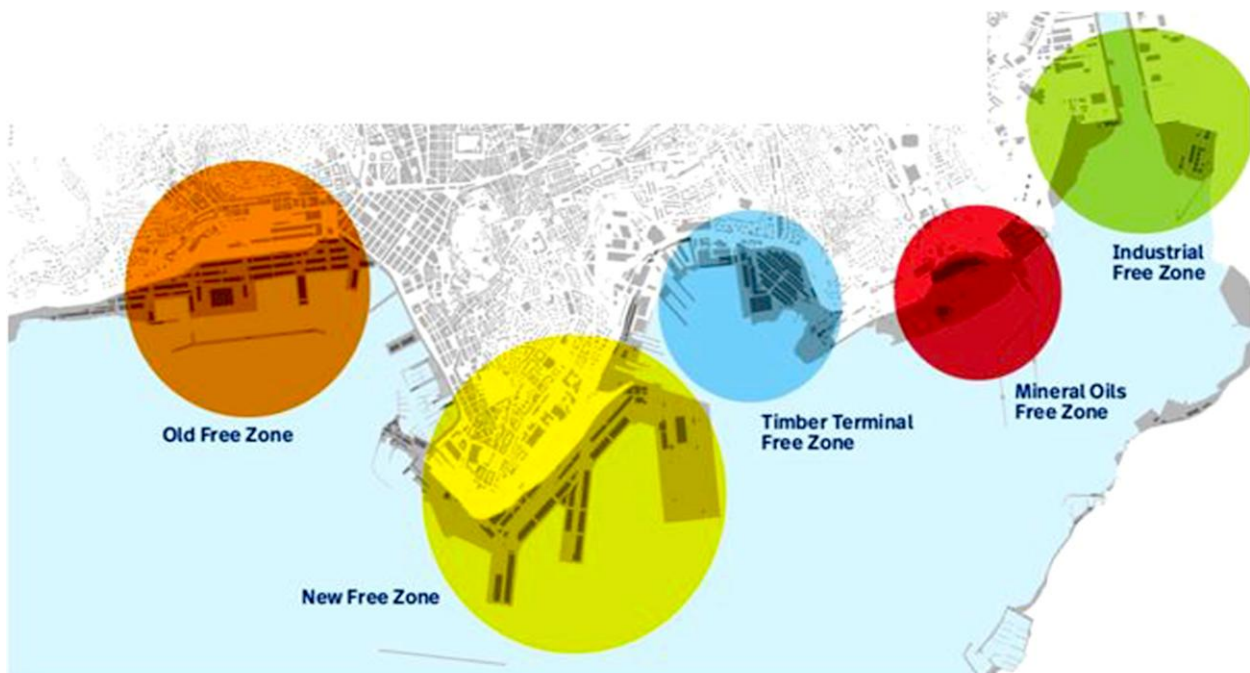 Industrial
Free Zone
Mineral Oils
Free Zone
Timber Terminal
Free Zone
Old Free Zone
New Free Zone